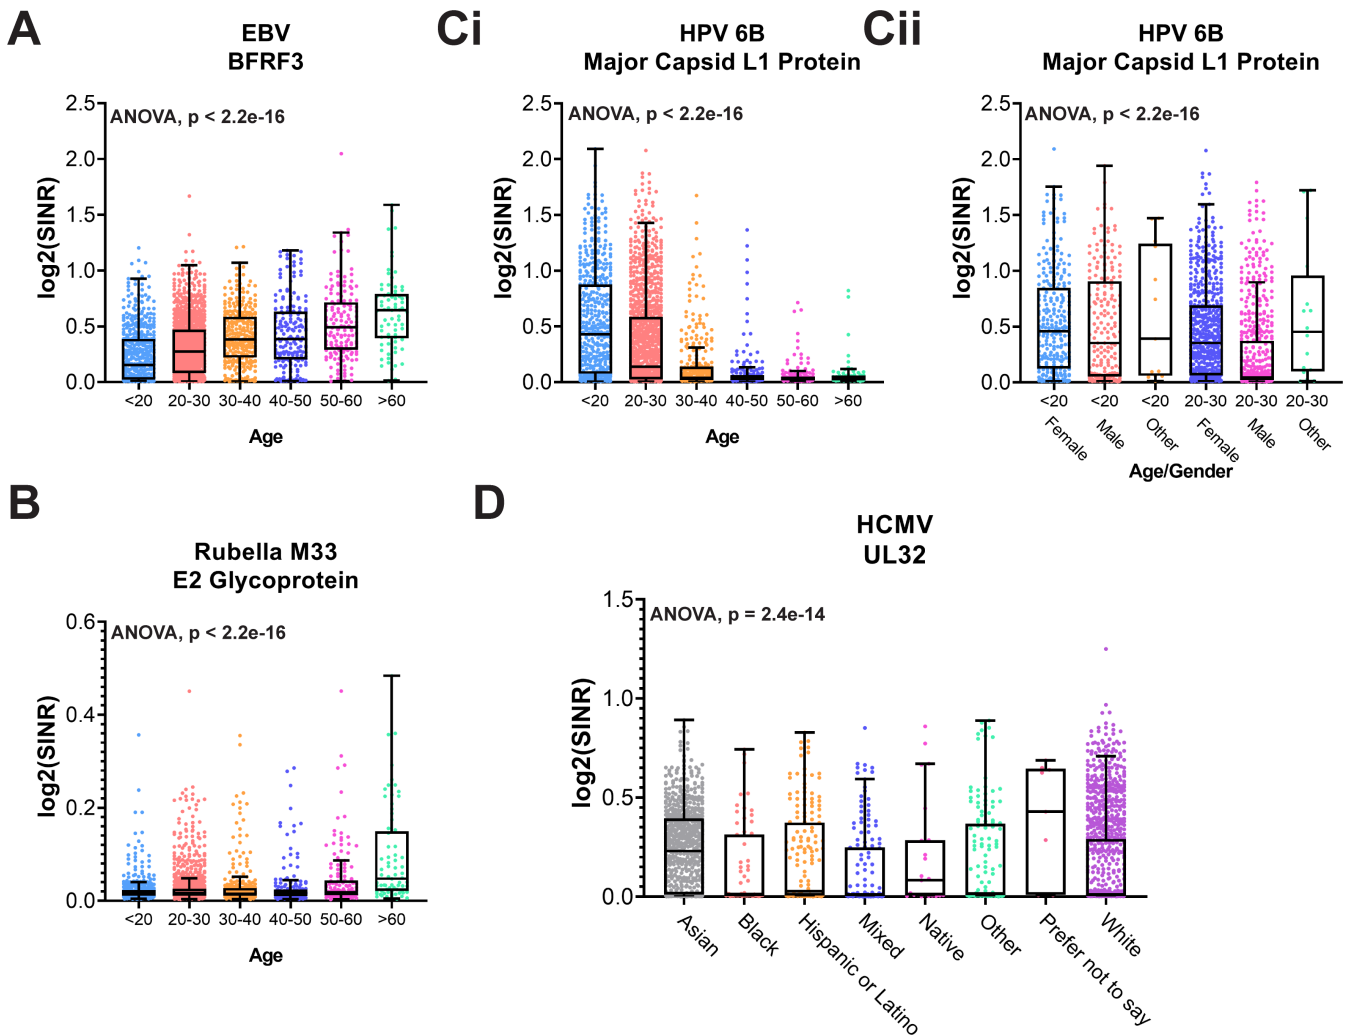 A
EBV
BFRF3
ANOVA, p < 2.2e-16
log2(SINR)
2.5
2.0
1.5
1.0
0.5
0.0
<20 20-30 30-40 40-50 50-60 >60
Age
Ci
HPV 6B
Major Capsid L1 Protein
ANOVA, p < 2.2e-16
log2(SINR)
2.5
2.0
1.5
1.0
0.5
0.0
<20 20-30 30-40 40-50 50-60 >60
Age
Cii
HPV 6B
Major Capsid L1 Protein
ANOVA, p < 2.2e-16
log2(SINR)
2.5
2.0
1.5
1.0
0.5
0.0
<20 <20 <20 20-30 20-30 20-30
Female Male Other Female Male Other
Age/Gender
B
Rubella M33
E2 Glycoprotein
ANOVA, p < 2.2e-16
log2(SINR)
0.6
0.4
0.2
0.0
<20 20-30 30-40 40-50 50-60 >60
Age
D
HCMV
UL32
ANOVA, p = 2.4e-14
log2(SINR)
1.5
1.0
0.5
0.0
Asian
Black
Hispanic or Latino
Mixed
Native
Other
Prefer not to say
White